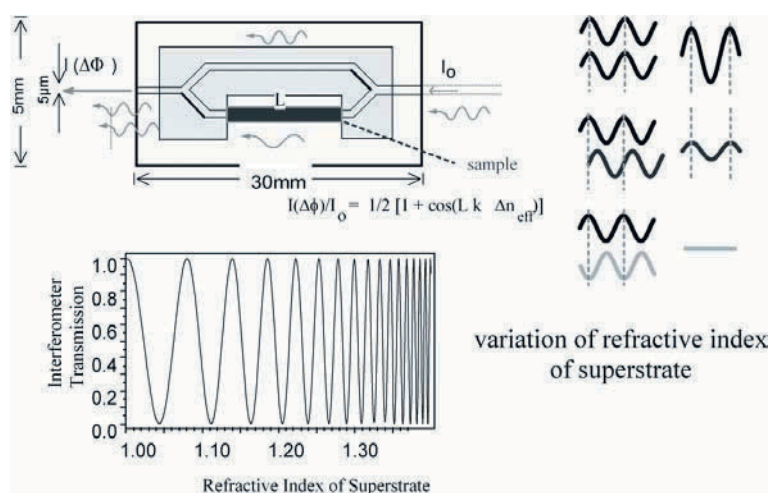 I (ΔΦ )
I₀
5mm
5µm
L
sample
30mm
I(Δϕ)/I₀ = 1/2 [1 + cos(L k Δn_eff)]
Interferometer
Transmission
1.0
0.8
0.6
0.4
0.2
0.0
1.00
1.10
1.20
1.30
Refractive Index of Superstrate
variation of refractive index
of superstrate